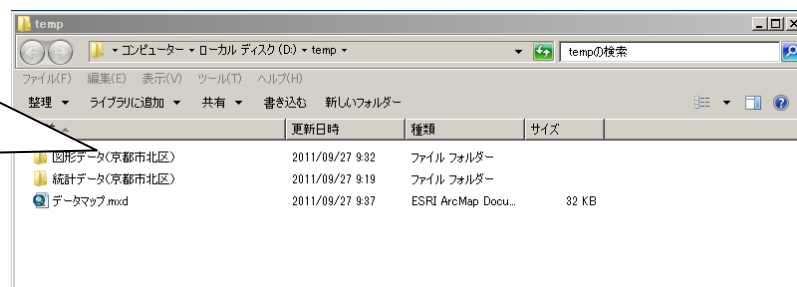 temp
コンピューター ▾ ローカル ディスク (D:) ▾ temp ▾
tempの検索
ファイル(F) 編集(E) 表示(V) ツール(T) ヘルプ(H)
整理 ▾ ライブラリに追加 ▾ 共有 ▾ 書き込む 新しいフォルダー
更新日時 種類 サイズ
図形データ(京都市北区) 2011/09/27 9:32 ファイル フォルダー
統計データ(京都市北区) 2011/09/27 9:19 ファイル フォルダー
データマップ.mxd 2011/09/27 9:37 ESRI ArcMap Docu... 32 KB